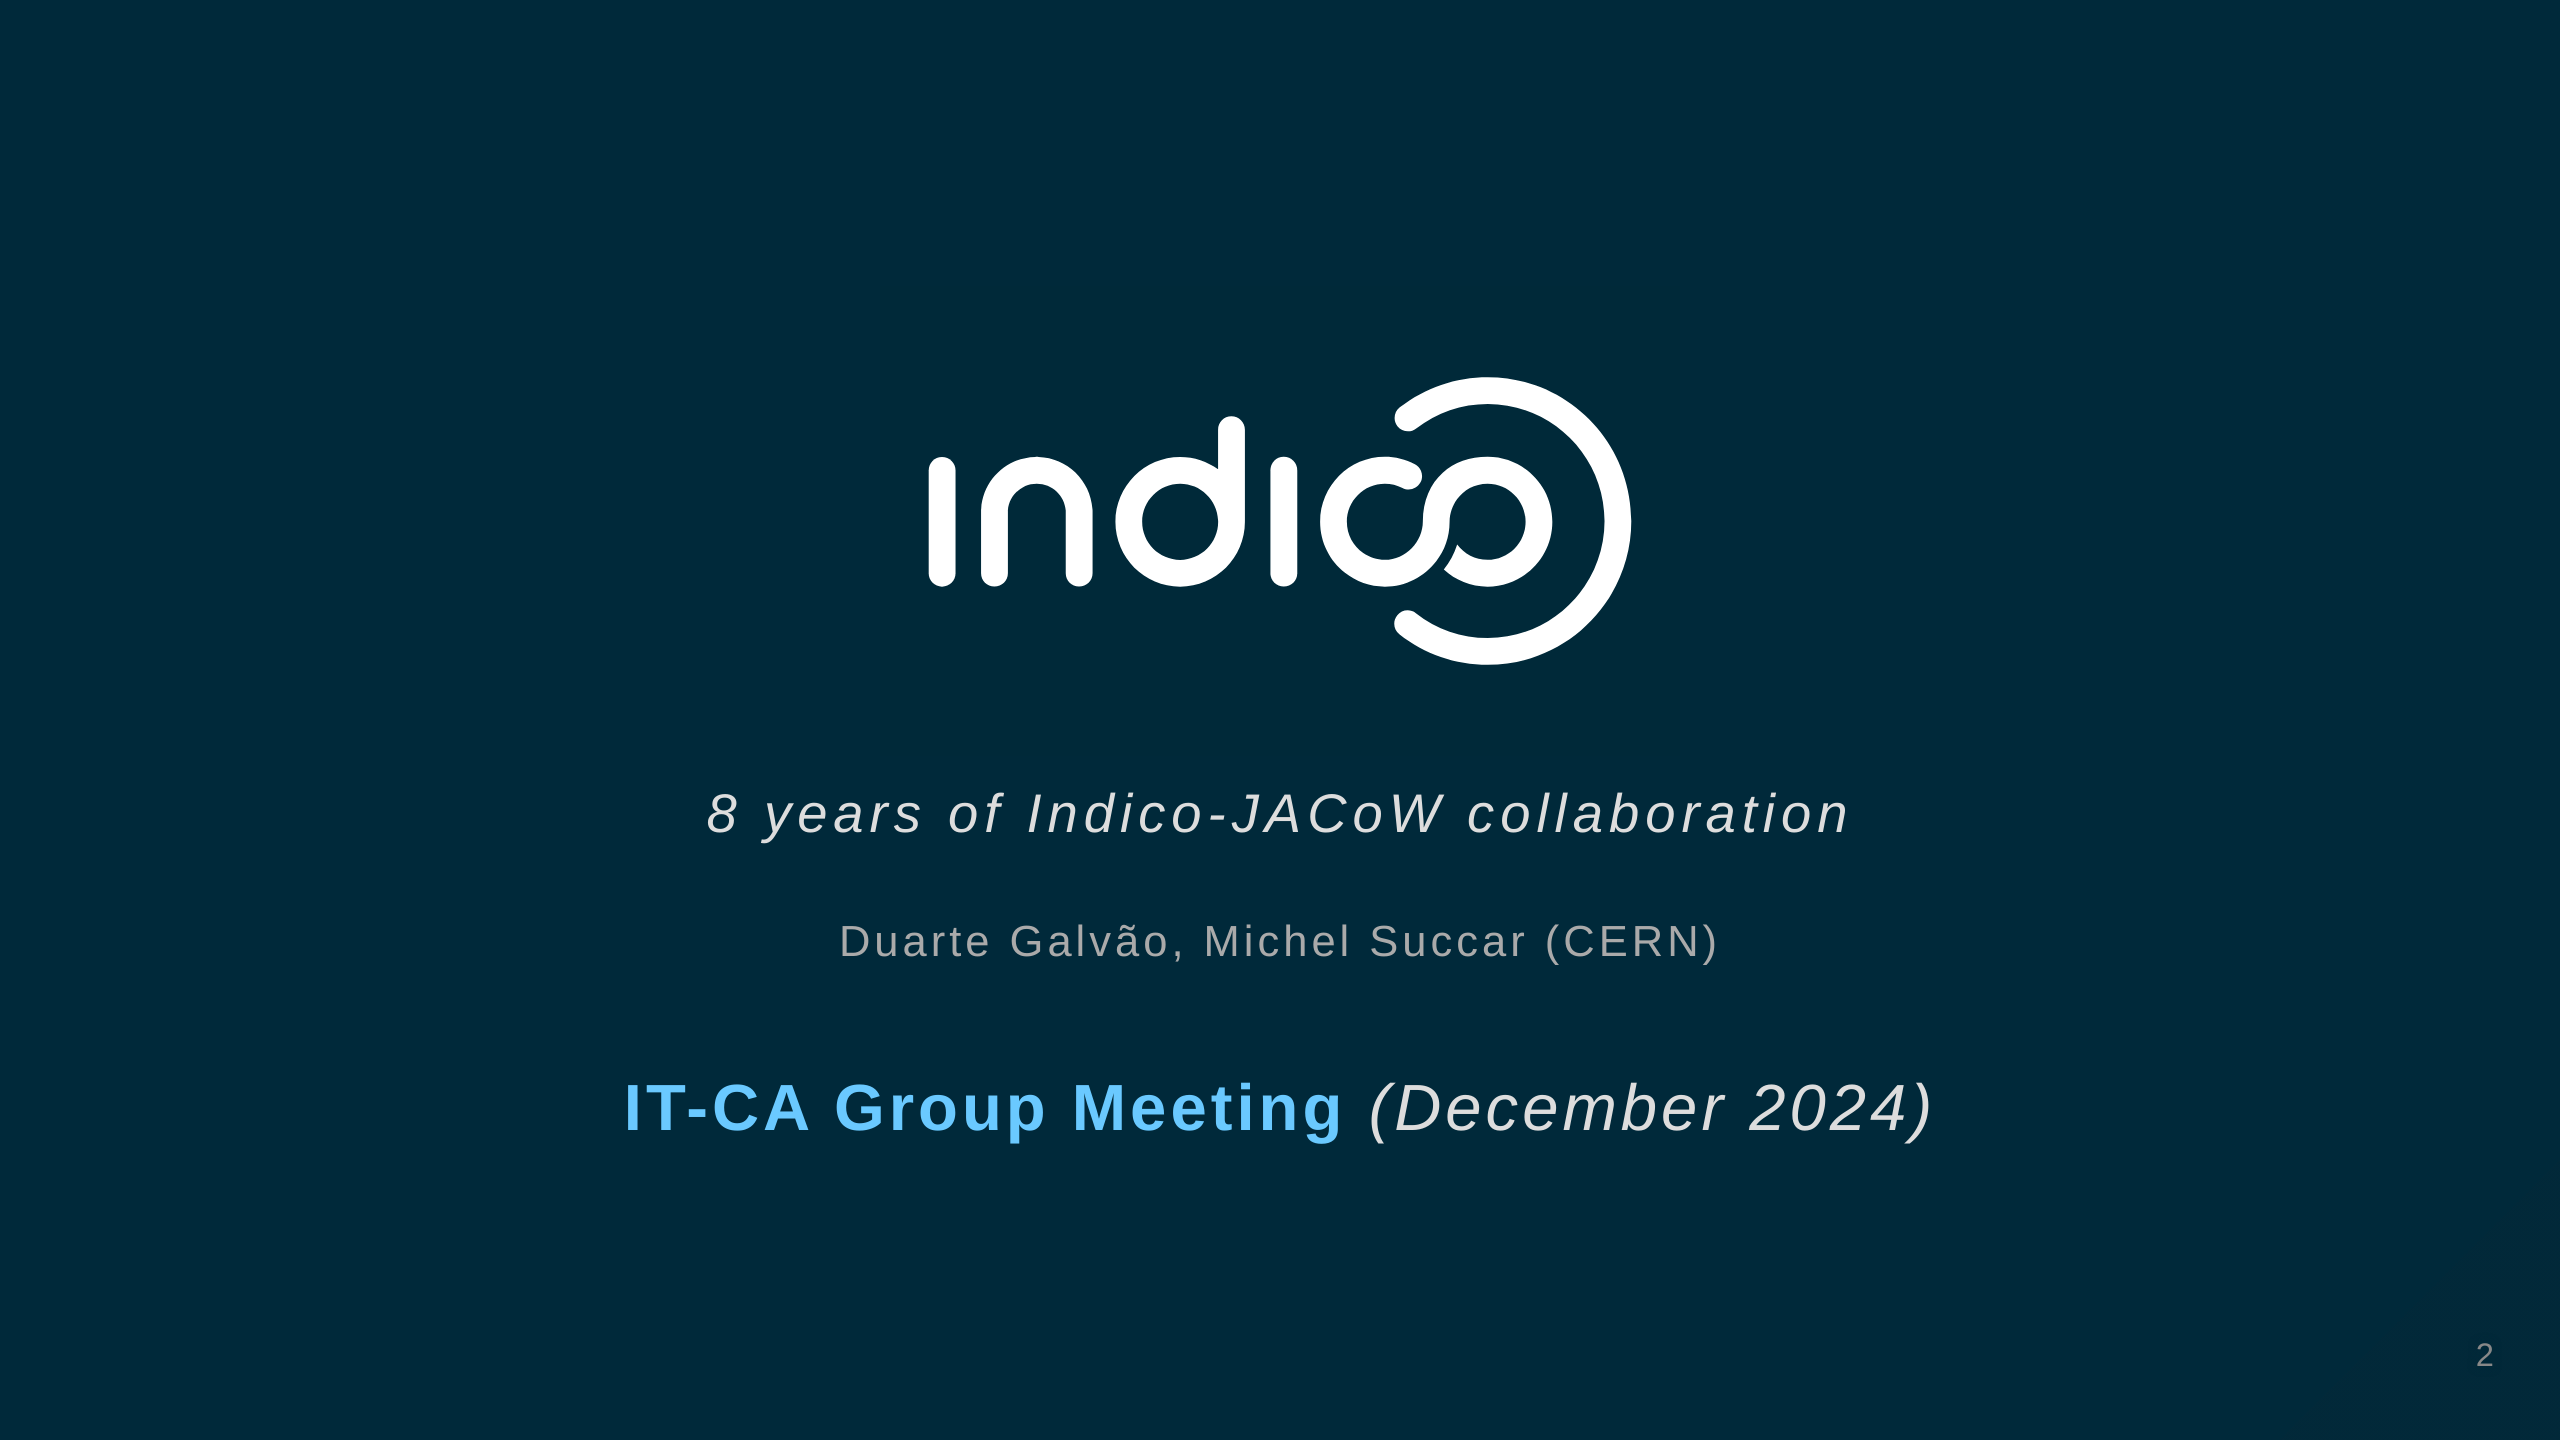 indico
8 years of Indico-JACoW collaboration
Duarte Galvão, Michel Succar (CERN)
IT-CA Group Meeting (December 2024)
2